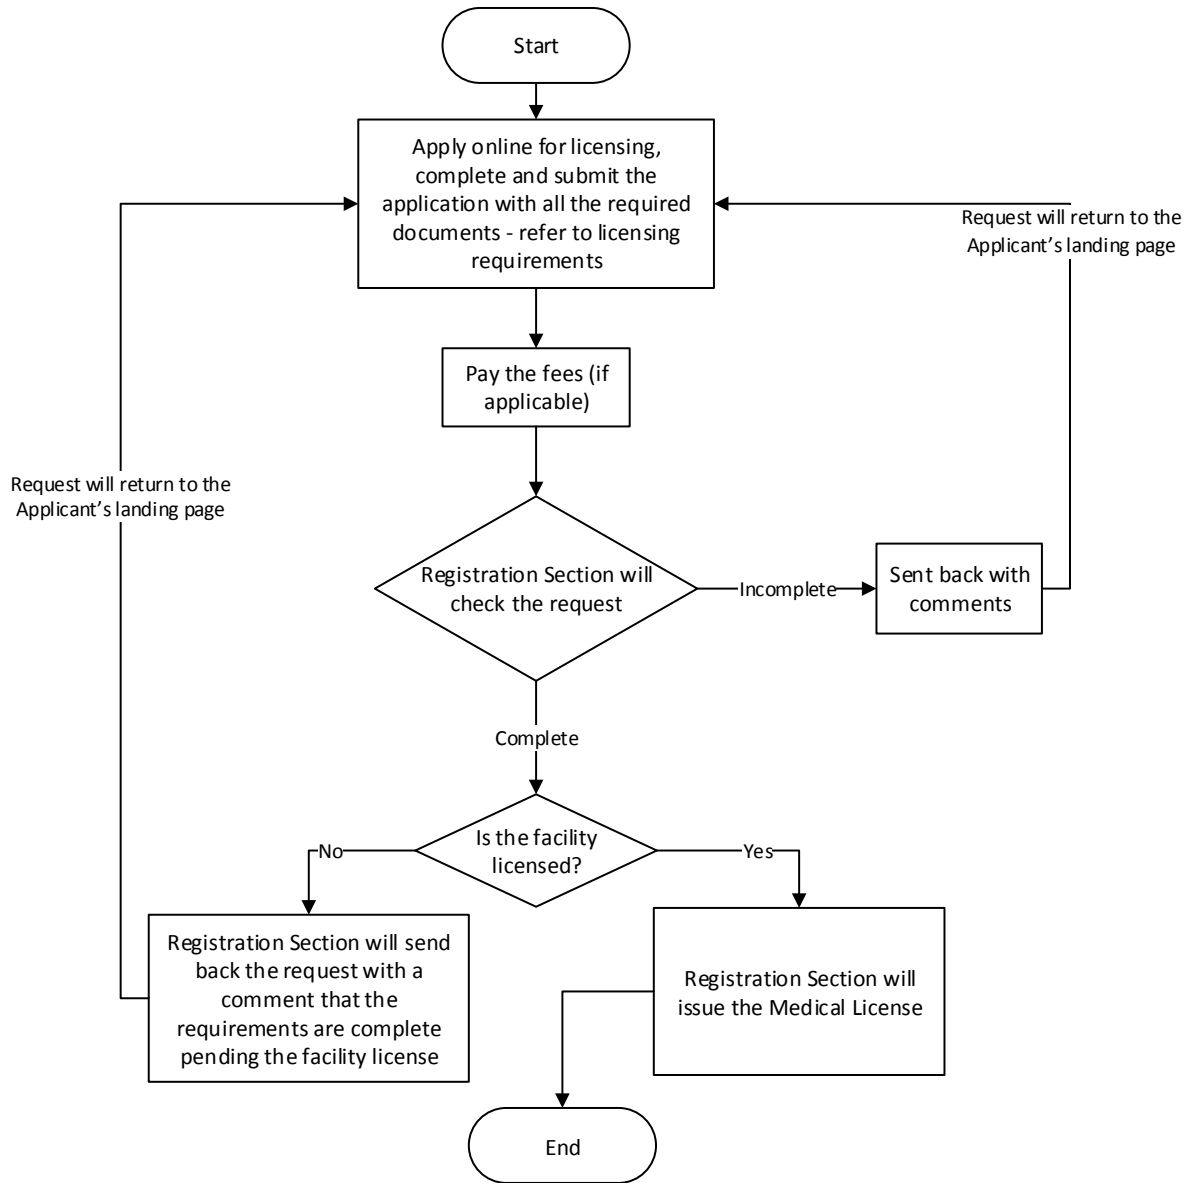 Start
Apply online for licensing,
complete and submit the
application with all the required
documents - refer to licensing
requirements
Request will return to the
Applicant’s landing page
Pay the fees (if
applicable)
Request will return to the
Applicant’s landing page
Registration Section will
check the request
Incomplete
Sent back with
comments
Complete
Is the facility
licensed?
No
Yes
Registration Section will send
back the request with a
comment that the
requirements are complete
pending the facility license
Registration Section will
issue the Medical License
End